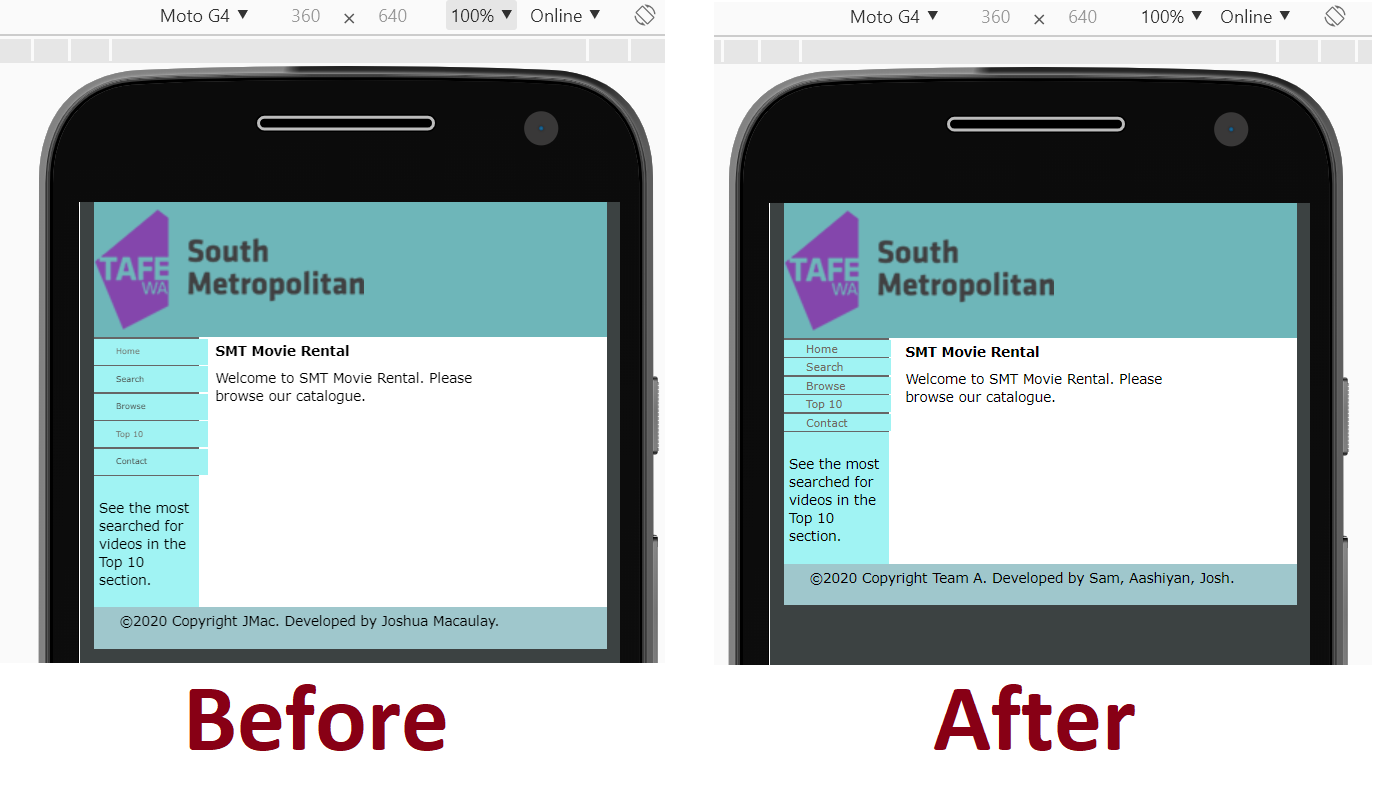 Moto G4 ▼ 360 × 640 100% ▼ Online ▼
TAFE
WA
South
Metropolitan
Home
Search
Browse
Top 10
Contact
SMT Movie Rental
Welcome to SMT Movie Rental. Please
browse our catalogue.
See the most
searched for
videos in the
Top 10
section.
©2020 Copyright JMac. Developed by Joshua Macaulay.
Before
Moto G4 ▼ 360 × 640 100% ▼ Online ▼
TAFE
WA
South
Metropolitan
Home
Search
Browse
Top 10
Contact
SMT Movie Rental
Welcome to SMT Movie Rental. Please
browse our catalogue.
See the most
searched for
videos in the
Top 10
section.
©2020 Copyright Team A. Developed by Sam, Aashiyan, Josh.
After